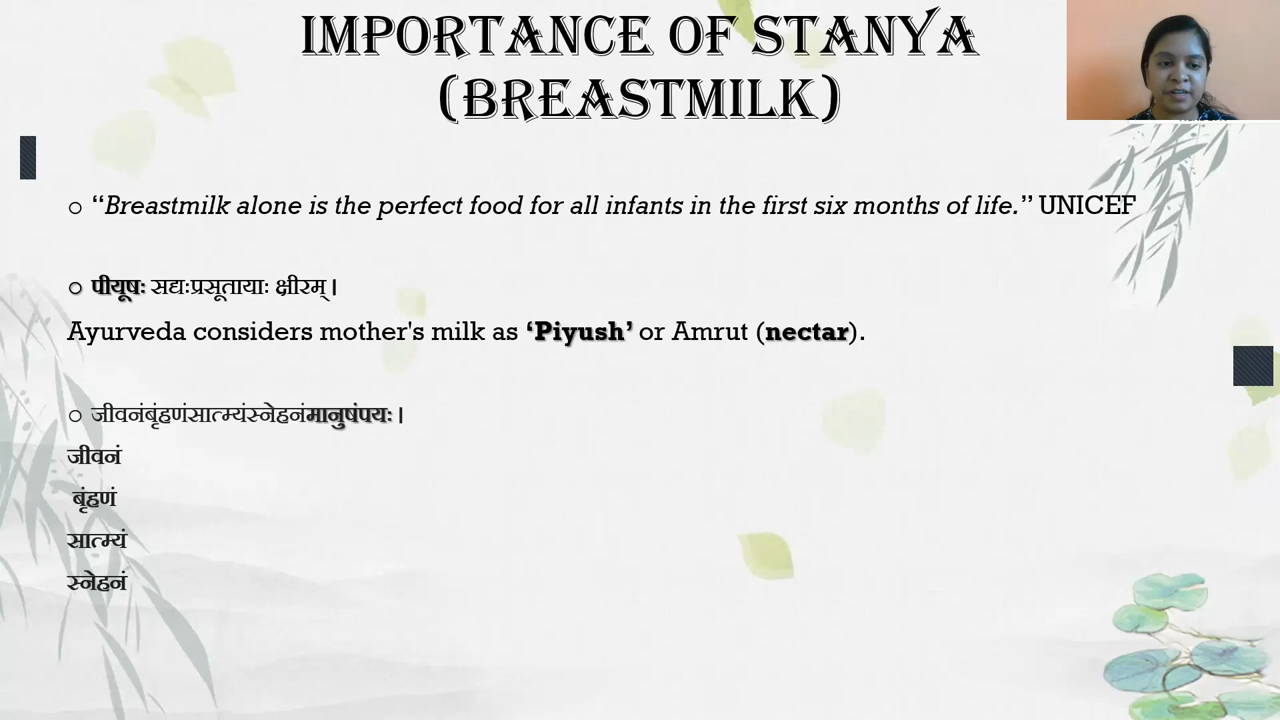 IMPORTANCE OF STANYA
(BREASTMILK)
○ “Breastmilk alone is the perfect food for all infants in the first six months of life.” UNICEF
○ पीयूषः सद्यःप्रसूतायाः क्षीरम् ।
Ayurveda considers mother's milk as ‘Piyush’ or Amrut (nectar).
○ जीवनंबृंहणंसात्म्यंस्नेहनंमानुषंपयः ।
जीवनं
बृंहणं
सात्म्यं
स्नेहनं